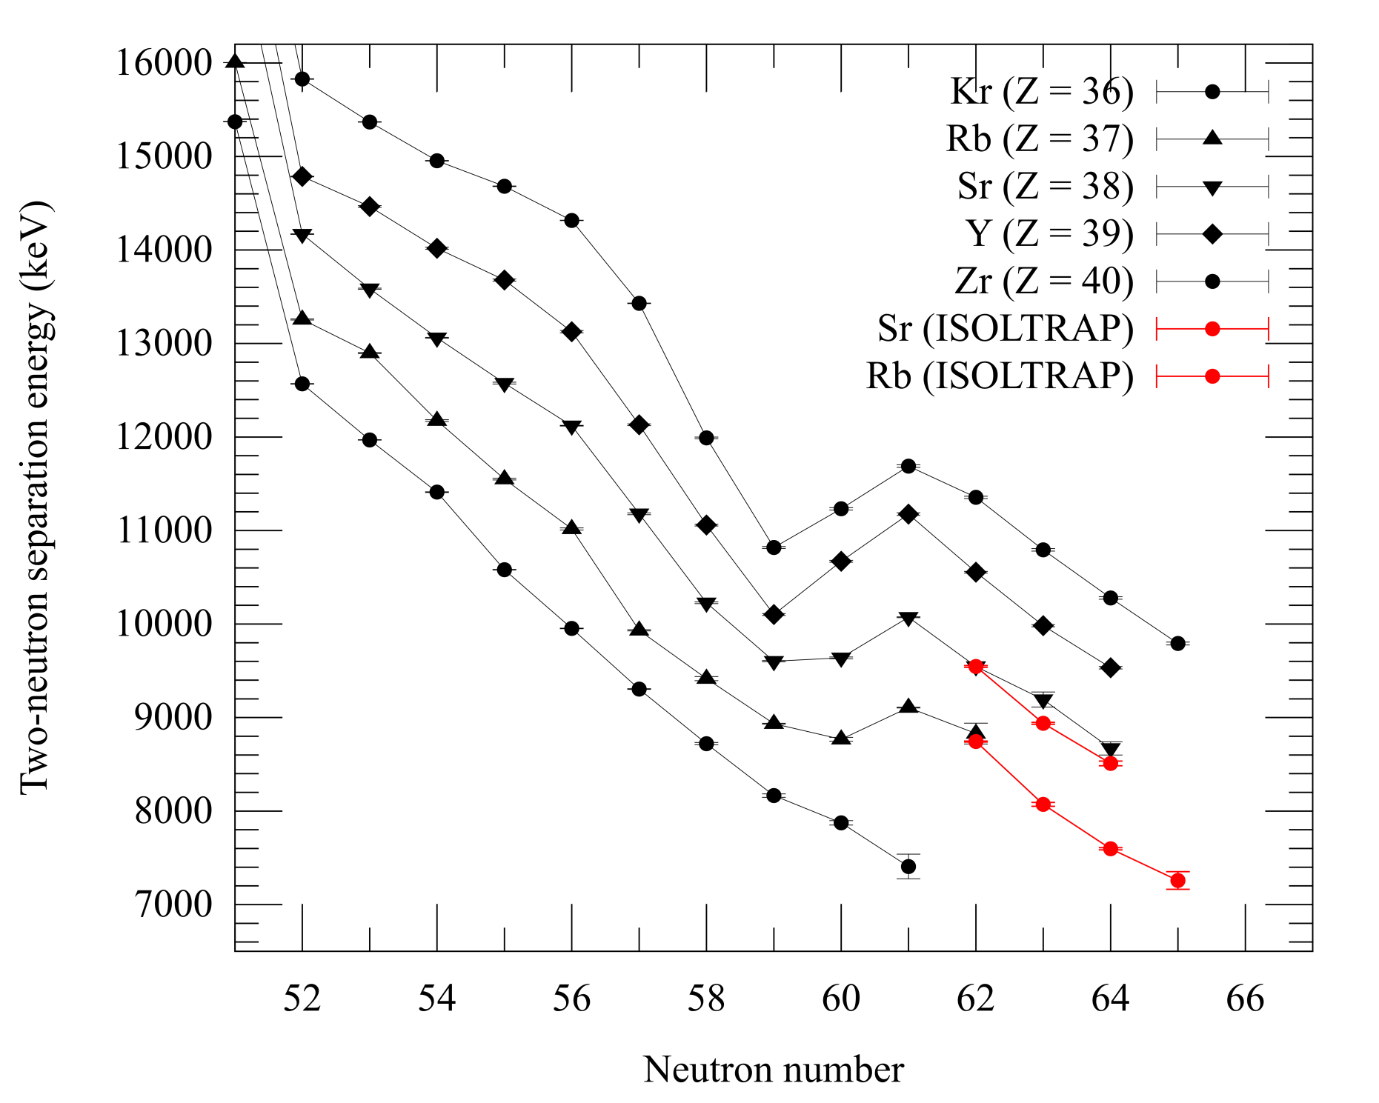 Two-neutron separation energy (keV)
16000
15000
14000
13000
12000
11000
10000
9000
8000
7000
Kr (Z = 36)
Rb (Z = 37)
Sr (Z = 38)
Y (Z = 39)
Zr (Z = 40)
Sr (ISOLTRAP)
Rb (ISOLTRAP)
52 54 56 58 60 62 64 66
Neutron number